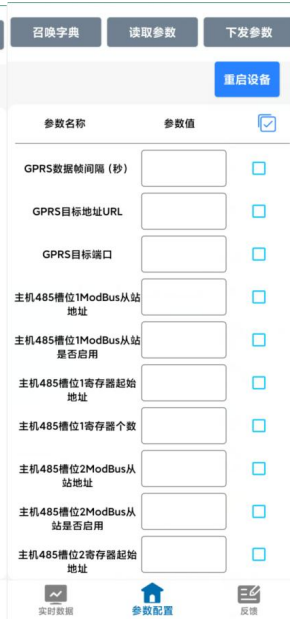 召唤字典 读取参数 下发参数
重启设备
参数名称 参数值
GPRS数据帧间隔 (秒)
GPRS目标地址URL
GPRS目标端口
主机485槽位1ModBus从站
地址
主机485槽位1ModBus从站
是否启用
主机485槽位1寄存器起始
地址
主机485槽位1寄存器个数
主机485槽位2ModBus从
站地址
主机485槽位2ModBus从
站是否启用
主机485槽位2寄存器起始
地址
实时数据 参数配置 反馈